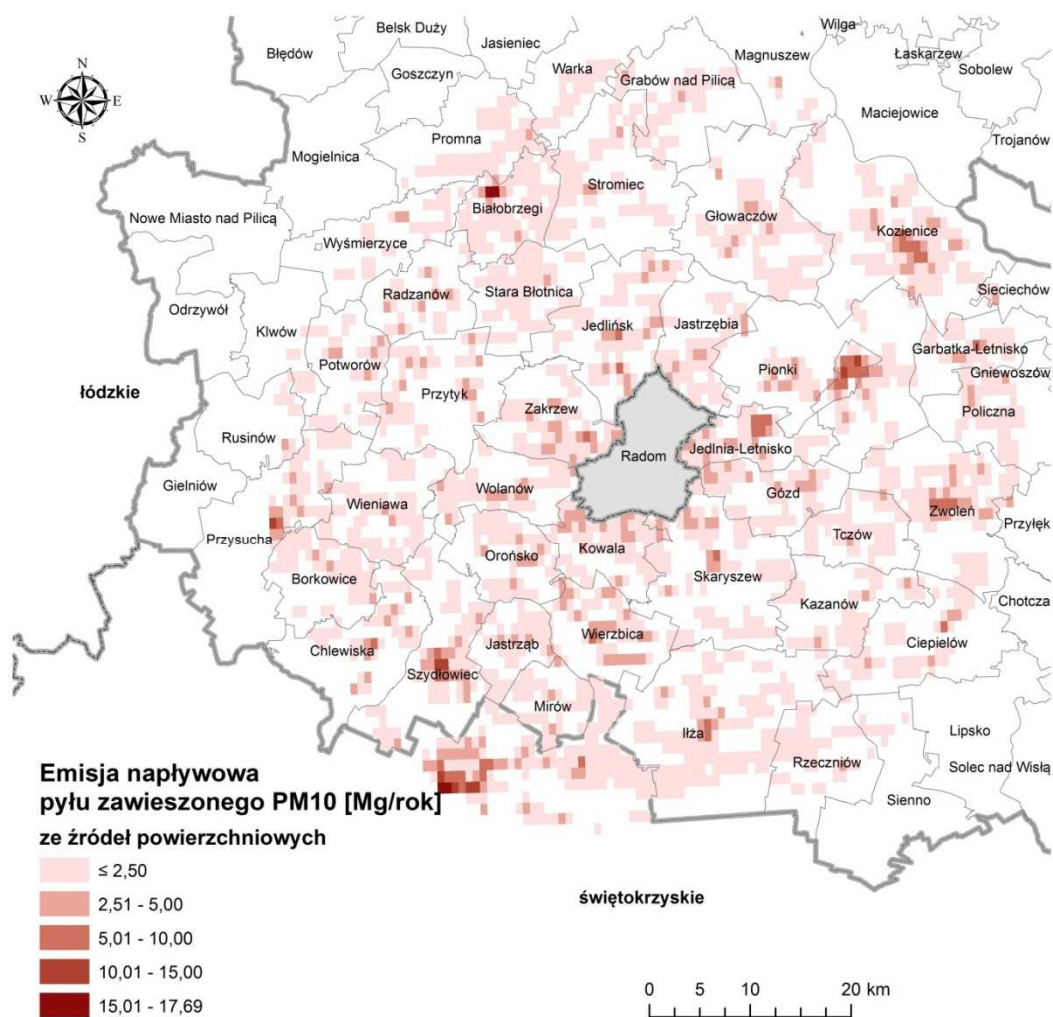 Wilga
Belsk Duży
Łaskarzew
Błędów
Jasieniec
Magnuszew
Sobolew
Goszczyn
Warka
Grabów nad Pilicą
N
W E
S
Maciejowice
Promna
Trojanów
Mogielnica
Stromiec
Białobrzegi
Nowe Miasto nad Pilicą
Głowaczów
Kozienice
Wyśmierzyce
Sieciechów
Radzanów
Stara Błotnica
Odrzywół
Klwów
Jedlińsk
Jastrzębia
Garbatka-Letnisko
Potworów
Pionki
Gniewoszów
łódzkie
Przytyk
Zakrzew
Policzna
Rusinów
Jedlnia-Letnisko
Radom
Gielniów
Wolanów
Gózd
Wieniawa
Zwoleń
Przyłęk
Przysucha
Tczów
Orońsko
Kowala
Borkowice
Skaryszew
Kazanów
Chotcza
Wierzbica
Ciepielów
Jastrząb
Chlewiska
Szydłowiec
Mirów
Iłża
Lipsko
Rzeczniów
Solec nad Wisłą
Sienno
Emisja napływowa
pyłu zawieszonego PM10 [Mg/rok]
ze źródeł powierzchniowych
≤ 2,50
2,51 - 5,00
5,01 - 10,00
10,01 - 15,00
15,01 - 17,69
świętokrzyskie
0 5 10 20 km